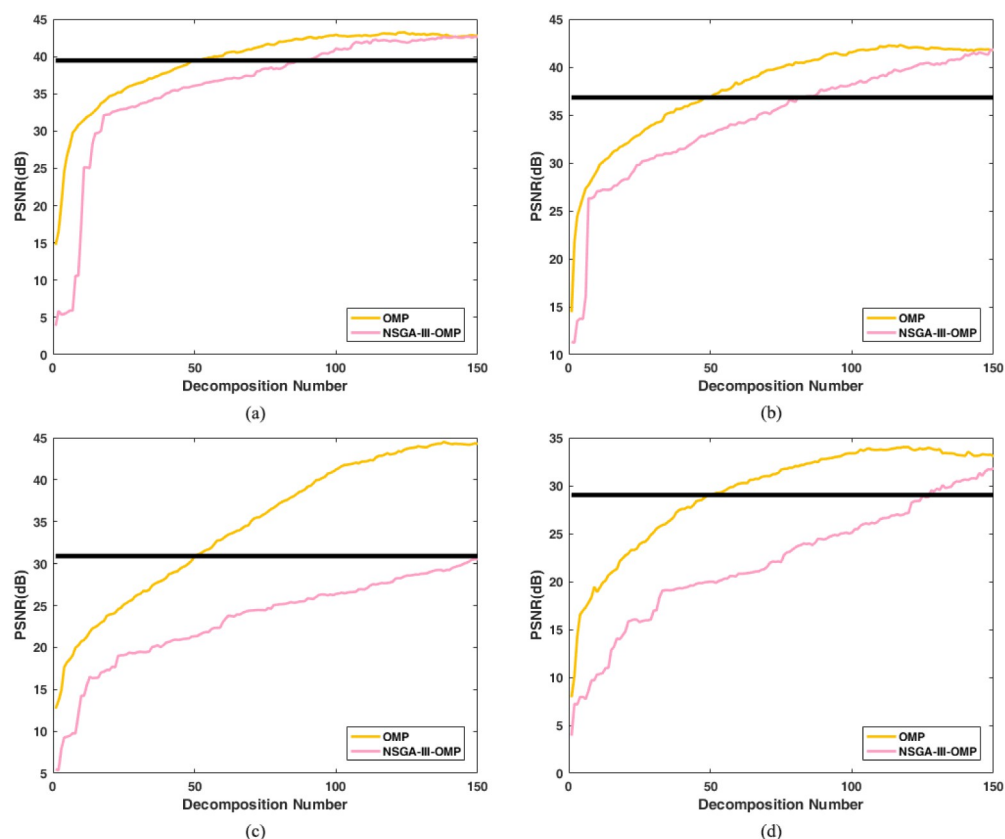 45
40
35
30
25
20
15
10
5
0
PSNR(dB)
0 50 100 150
Decomposition Number
OMP
NSGA-III-OMP
(a)
45
40
35
30
25
20
15
10
PSNR(dB)
0 50 100 150
Decomposition Number
OMP
NSGA-III-OMP
(b)
45
40
35
30
25
20
15
10
5
PSNR(dB)
0 50 100 150
Decomposition Number
OMP
NSGA-III-OMP
(c)
35
30
25
20
15
10
5
0
PSNR(dB)
0 50 100 150
Decomposition Number
OMP
NSGA-III-OMP
(d)